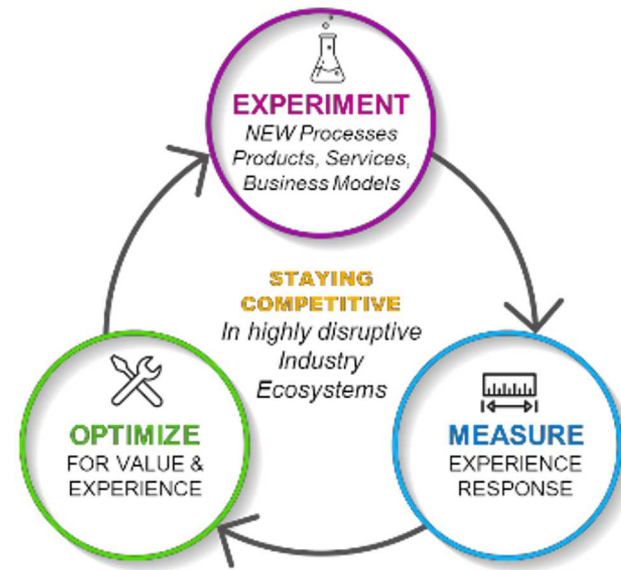 EXPERIMENT
NEW Processes
Products, Services,
Business Models
STAYING
COMPETITIVE
In highly disruptive
Industry
Ecosystems
OPTIMIZE
FOR VALUE &
EXPERIENCE
MEASURE
EXPERIENCE
RESPONSE